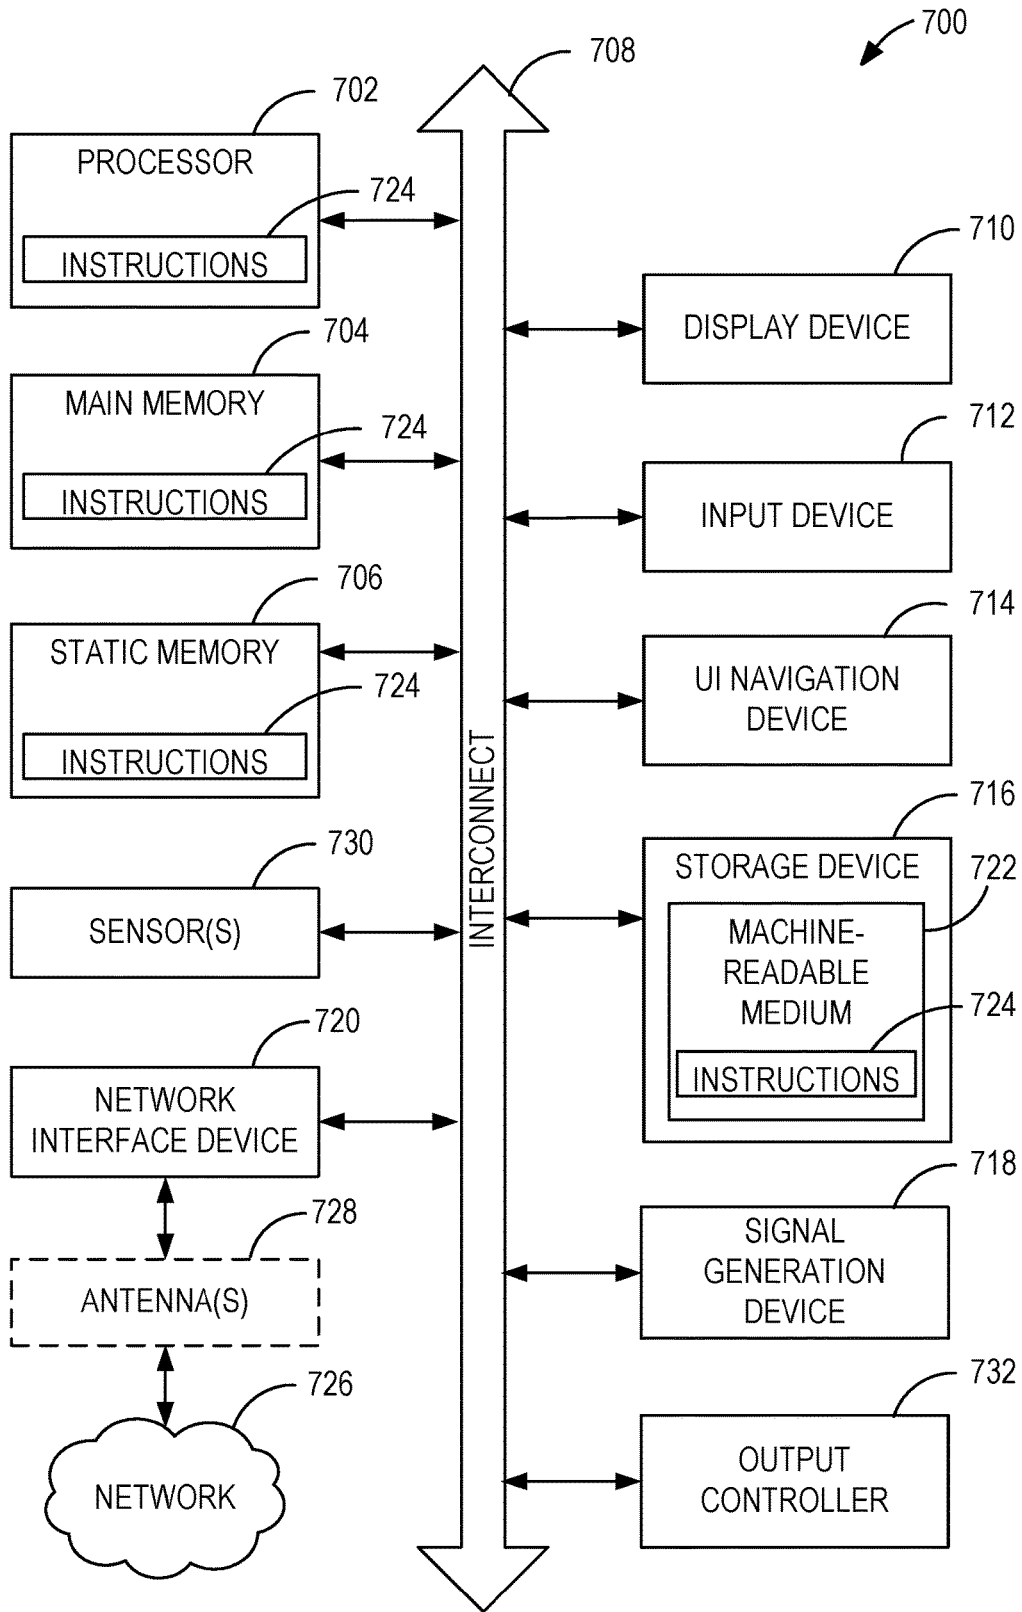 700
708
702
PROCESSOR
724
INSTRUCTIONS
704
MAIN MEMORY
724
INSTRUCTIONS
706
STATIC MEMORY
724
INSTRUCTIONS
730
SENSOR(S)
720
NETWORK
INTERFACE DEVICE
728
ANTENNA(S)
726
NETWORK
INTERCONNECT
710
DISPLAY DEVICE
712
INPUT DEVICE
714
UI NAVIGATION
DEVICE
716
STORAGE DEVICE
722
MACHINE-
READABLE
MEDIUM
724
INSTRUCTIONS
718
SIGNAL
GENERATION
DEVICE
732
OUTPUT
CONTROLLER